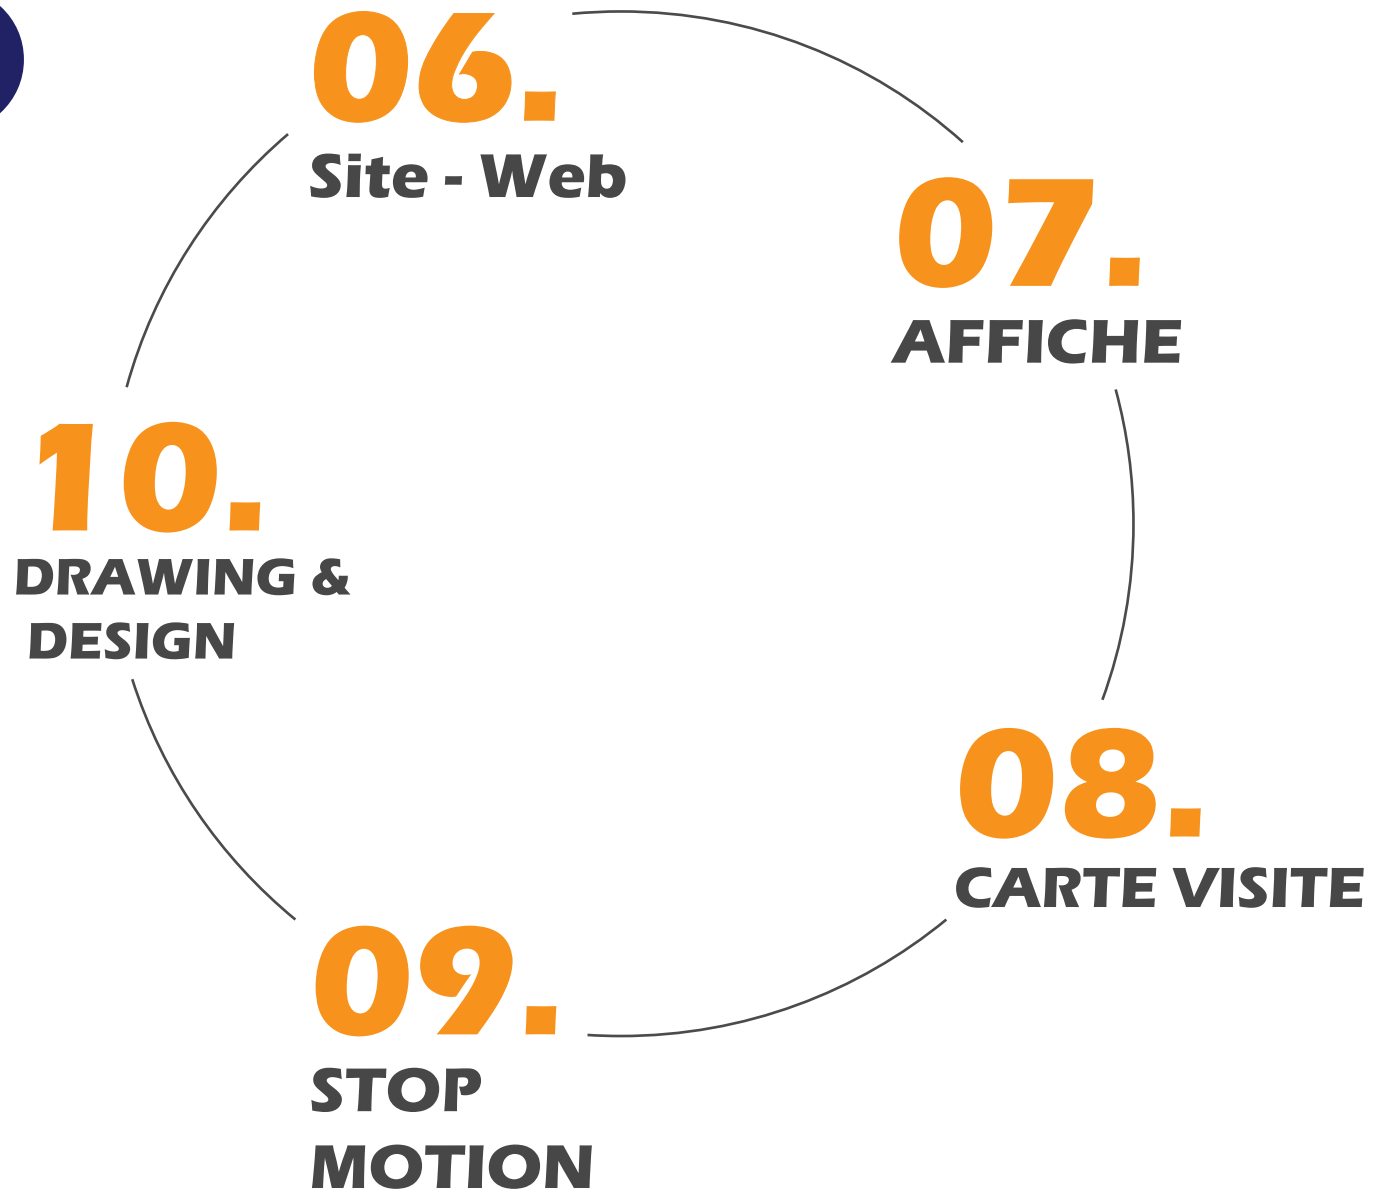 06.
Site - Web
07.
AFFICHE
08.
CARTE VISITE
09.
STOP
MOTION
10.
DRAWING &
DESIGN